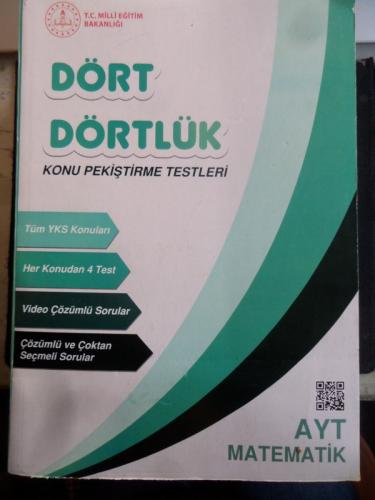 T.C. MİLLÎ EĞİTİM
BAKANLIĞI
DÖRT
DÖRTLÜK
KONU PEKİŞTİRME TESTLERİ
Tüm YKS Konuları
Her Konudan 4 Test
Video Çözümlü Sorular
Çözümlü ve Çoktan
Seçmeli Sorular
AYT
MATEMATİK